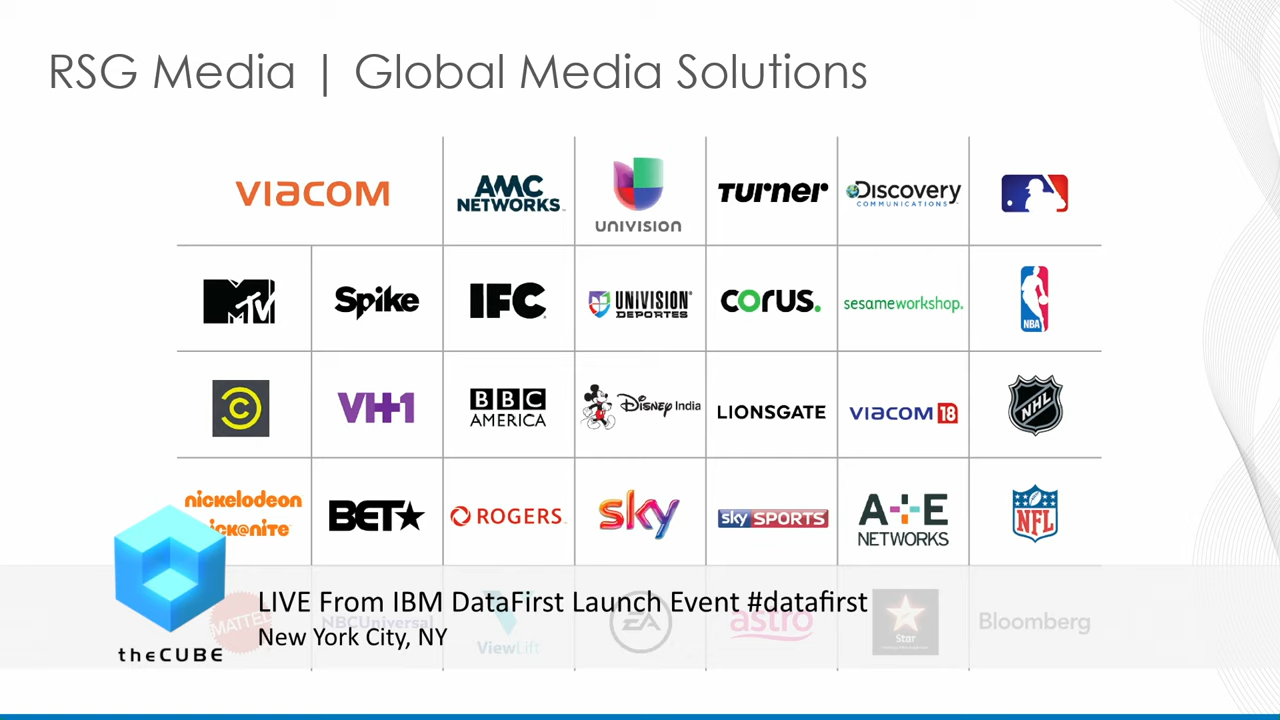 RSG Media | Global Media Solutions
VIACOM
AMC NETWORKS
UNIVISION
Turner
Discovery COMMUNICATIONS
MTV
Spike
IFC
UNIVISION DEPORTES
corus.
sesameworkshop.
NBA
C
VH1
BBC AMERICA
DISNEY India
LIONSGATE
VIACOM 18
NHL
nickelodeon
nick@nite
BET
ROGERS
sky
sky SPORTS
A+E NETWORKS
NFL
MATTEL
NBCUniversal
ViewLift
EA
astro
Star
Bloomberg
LIVE From IBM DataFirst Launch Event #datafirst
New York City, NY
theCUBE